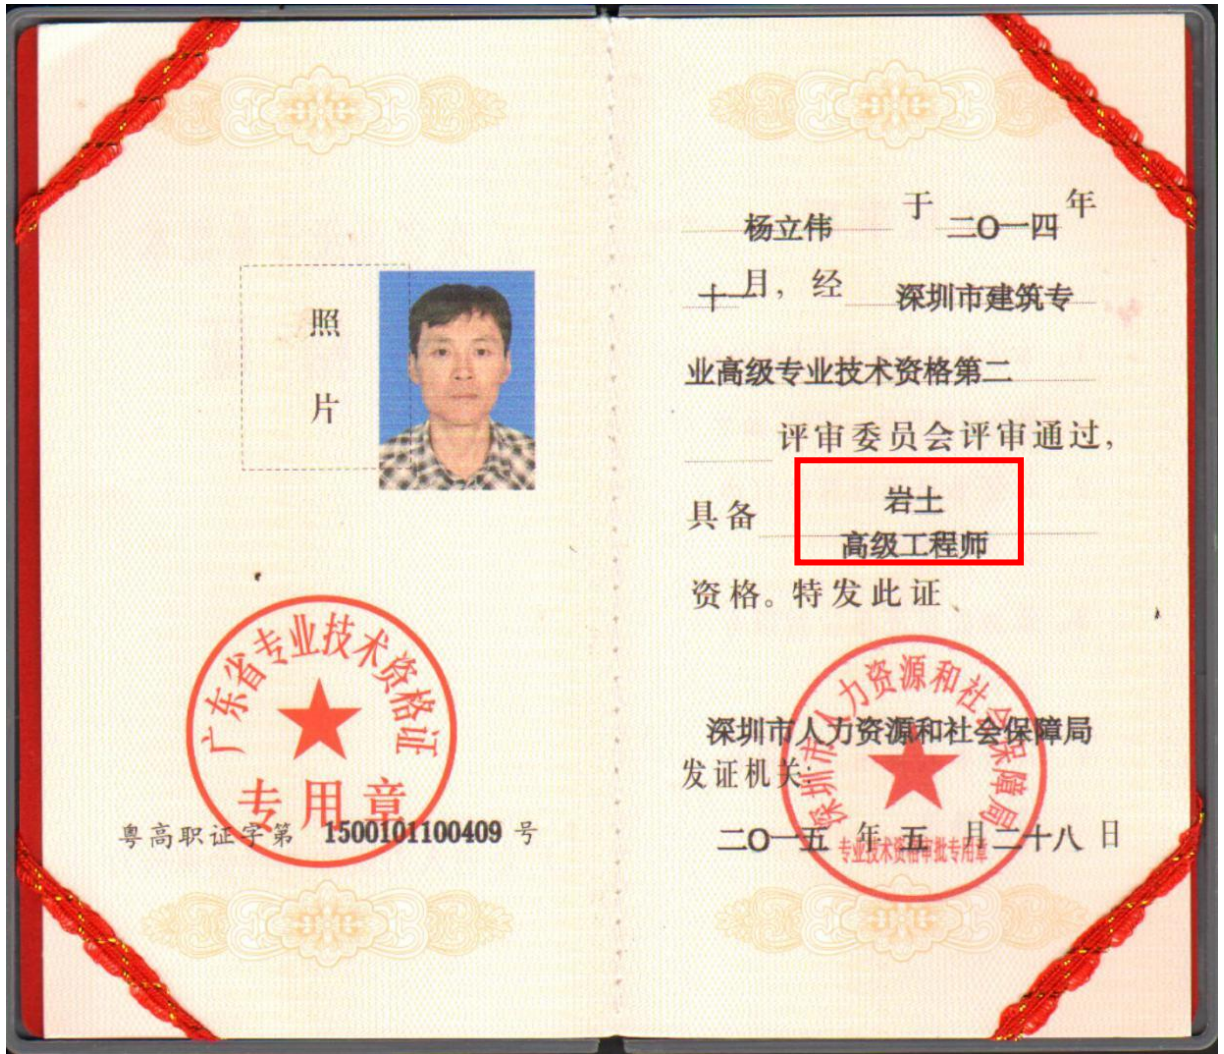 照
片
广东省专业技术资格证
专用章
粤高职证字第 1500101100409 号
杨立伟 于 二〇一四 年
十一月，经 深圳市建筑专
业高级专业技术资格第二
评审委员会评审通过，
具备 岩土
高级工程师
资格。特发此证
深圳市人力资源和社会保障局
深圳市人力资源和社会保障局
发证机关：
二〇一五 年 五 月二十八 日
专业技术资格审批专用章